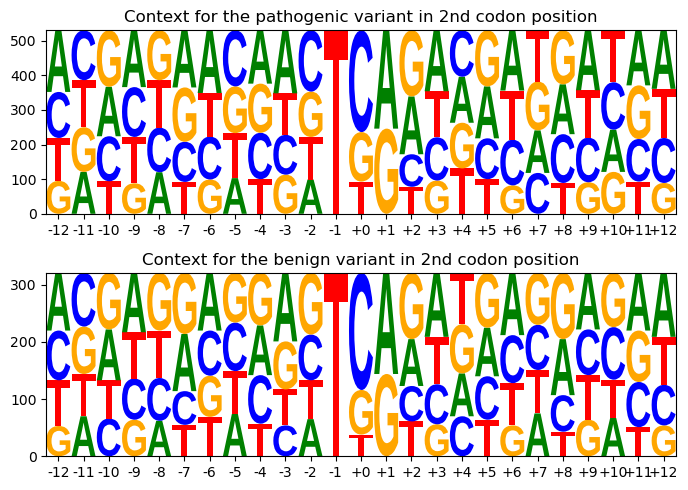 Context for the pathogenic variant in 2nd codon position
500
400
300
200
100
0
A C G A G A A C A A C T C A G A C G A T G A T A A
C T A C T G T G G T G G G A T A A T G A T C G T
T G C T C C C T C C T T C C G C C A C C A C C
G A T G A T G A T G A T G T T G C T G G T G
-12 -11 -10 -9 -8 -7 -6 -5 -4 -3 -2 -1 +0 +1 +2 +3 +4 +5 +6 +7 +8 +9 +10 +11 +12
Context for the benign variant in 2nd codon position
300
200
100
0
A C G A G G A G G A G T C A G A T G A G G A G A A
C G A T T A C C A G C G G A T G A C C A C C G T
T T T C C C G T C T T T C C A C T T C T T C C
G A C G A T T A T C A T G C T G A T G A T G
-12 -11 -10 -9 -8 -7 -6 -5 -4 -3 -2 -1 +0 +1 +2 +3 +4 +5 +6 +7 +8 +9 +10 +11 +12